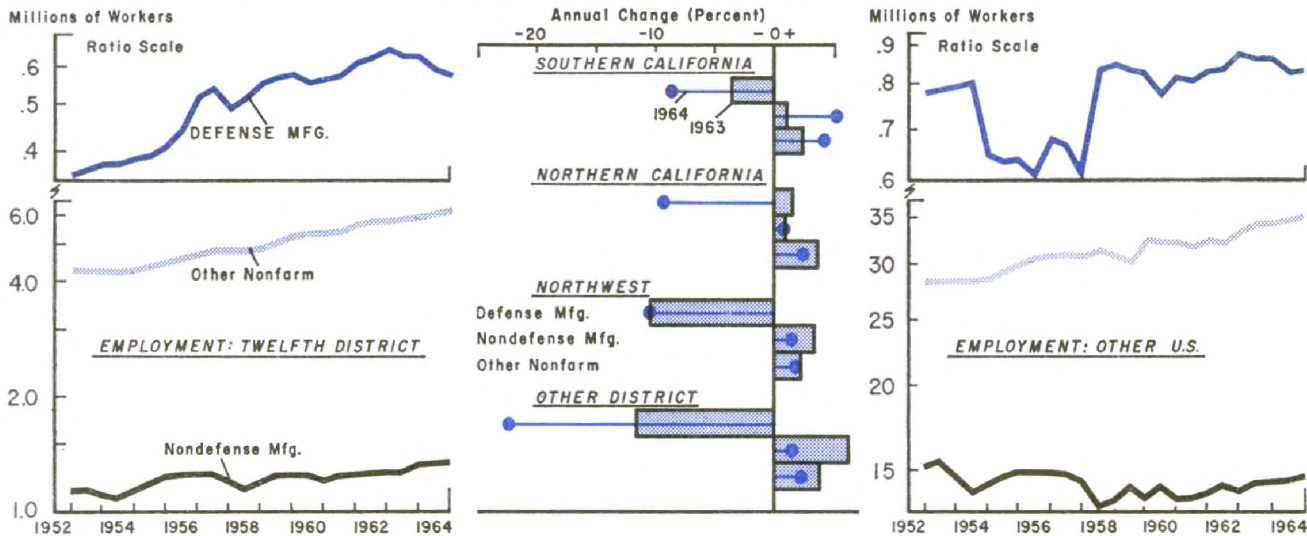 Millions of Workers
Ratio Scale
.6
.5
.4
DEFENSE MFG.
6.0
4.0
Other Nonfarm
EMPLOYMENT: TWELFTH DISTRICT
2.0
Nondefense Mfg.
1.0
1952 1954 1956 1958 1960 1962 1964
Annual Change (Percent)
-20 -10 -0+
SOUTHERN CALIFORNIA
1964
1963
NORTHERN CALIFORNIA
NORTHWEST
Defense Mfg.
Nondefense Mfg.
Other Nonfarm
OTHER DISTRICT
Millions of Workers
.9
Ratio Scale
.8
.7
.6
35
30
25
EMPLOYMENT: OTHER U.S.
20
15
1952 1954 1956 1958 1960 1962 1964